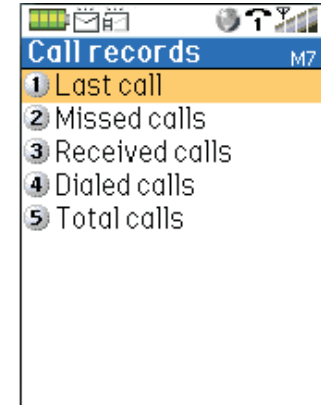 Call records M7
1 Last call
2 Missed calls
3 Received calls
4 Dialed calls
5 Total calls